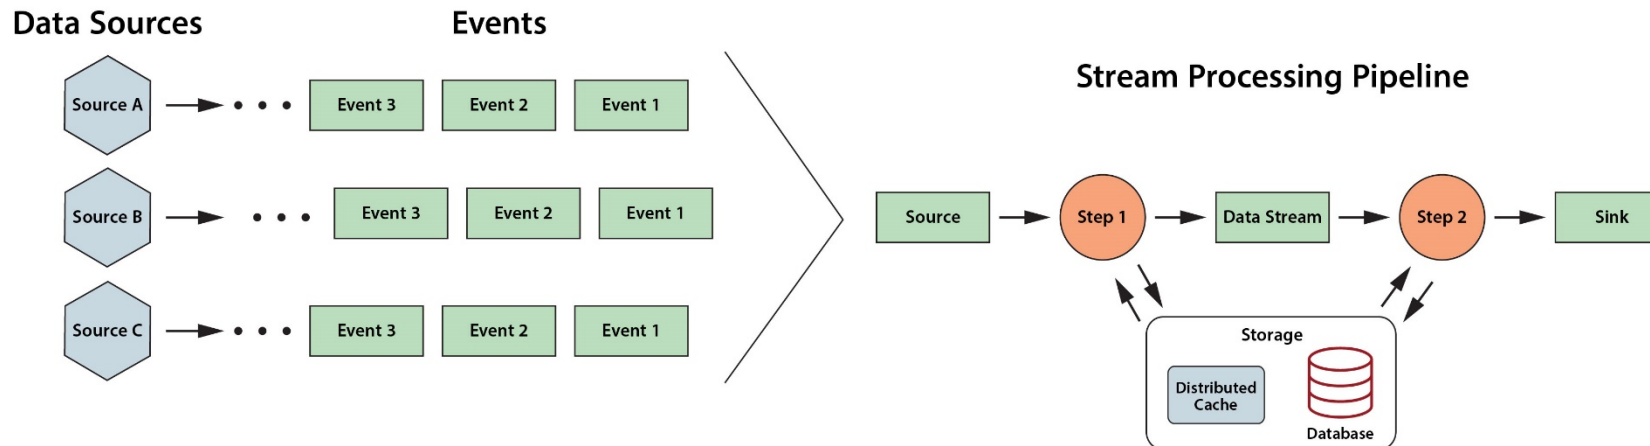 Data Sources
Events
Stream Processing Pipeline
Source A
Event 3
Event 2
Event 1
Source B
Event 3
Event 2
Event 1
Source C
Event 3
Event 2
Event 1
Source
Step 1
Data Stream
Step 2
Sink
Storage
Distributed
Cache
Database